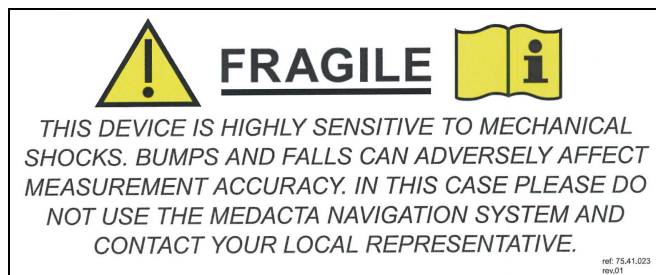 FRAGILE
THIS DEVICE IS HIGHLY SENSITIVE TO MECHANICAL
SHOCKS. BUMPS AND FALLS CAN ADVERSELY AFFECT
MEASUREMENT ACCURACY. IN THIS CASE PLEASE DO
NOT USE THE MEDACTA NAVIGATION SYSTEM AND
CONTACT YOUR LOCAL REPRESENTATIVE.
ref: 75.41.023
rev.01